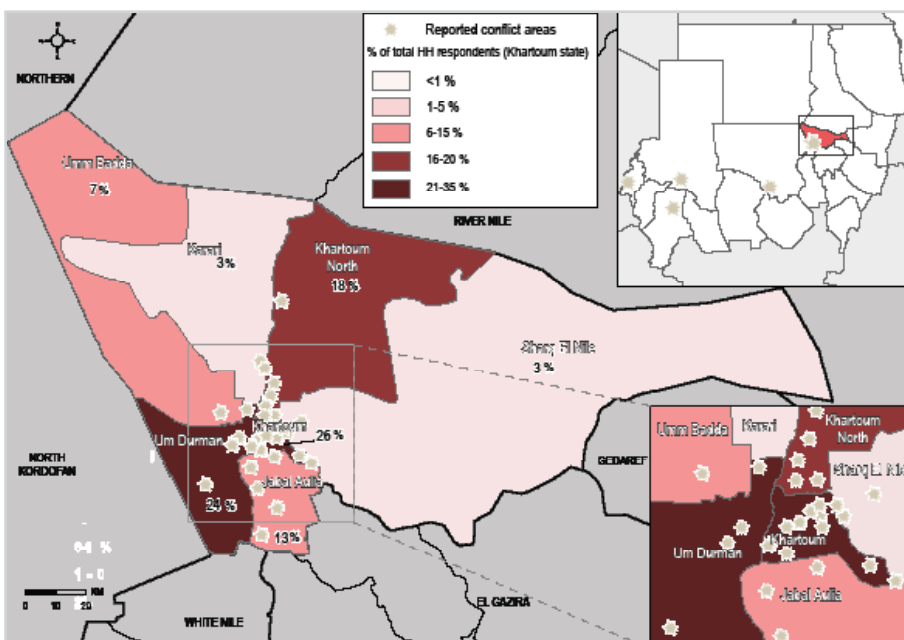 Reported conflict areas
% of total HH respondents (Khartoum state)
<1 %
1-5 %
6-15 %
16-20 %
21-35 %
NORTHERN
Umm Badda
7 %
Karari
3%
Khartoum
North
18 %
RIVER NILE
Sharq El Nile
3 %
Um Durman
24 %
Khartoum
26 %
Jabal Aulia
13%
NORTH
KORDOFAN
GEDAREF
WHITE NILE
EL GAZIRA
0 10 20 KM
Umm Badda
Karari
Khartoum
North
Sharq El Nile
Um Durman
Khartoum
Jabal Aulia